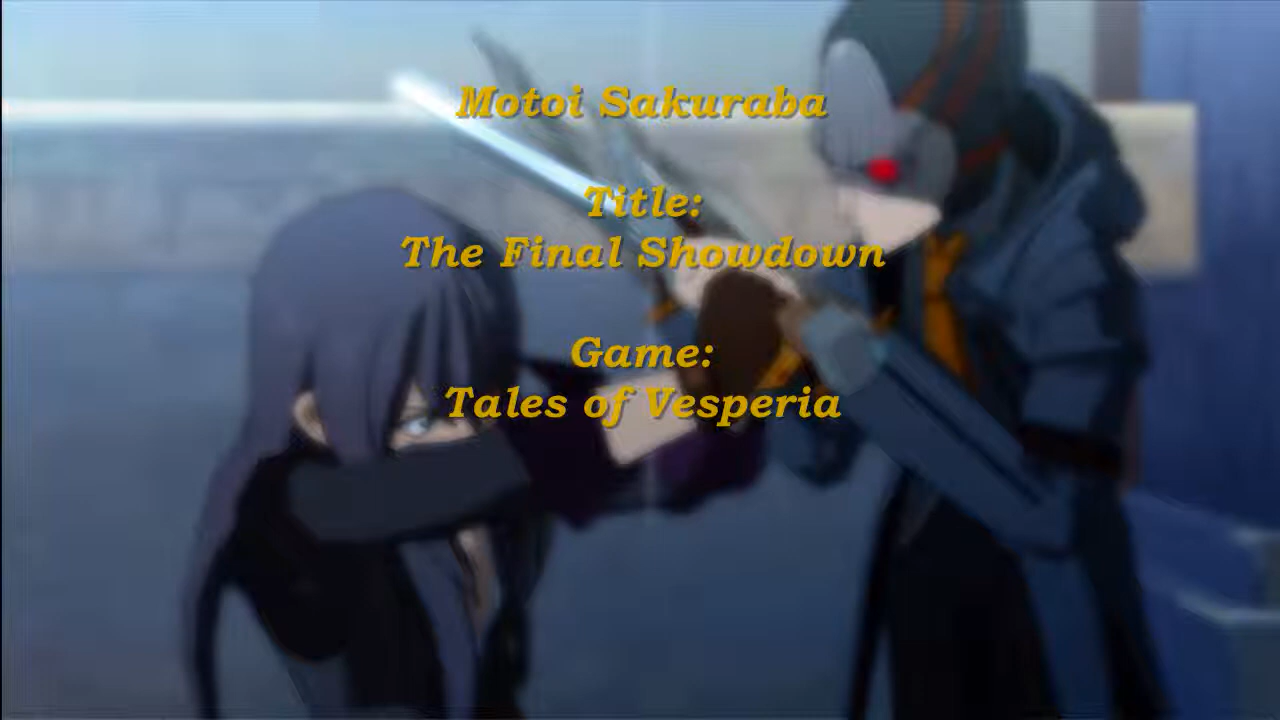 Motoi Sakuraba
Title:
The Final Showdown
Game:
Tales of Vesperia